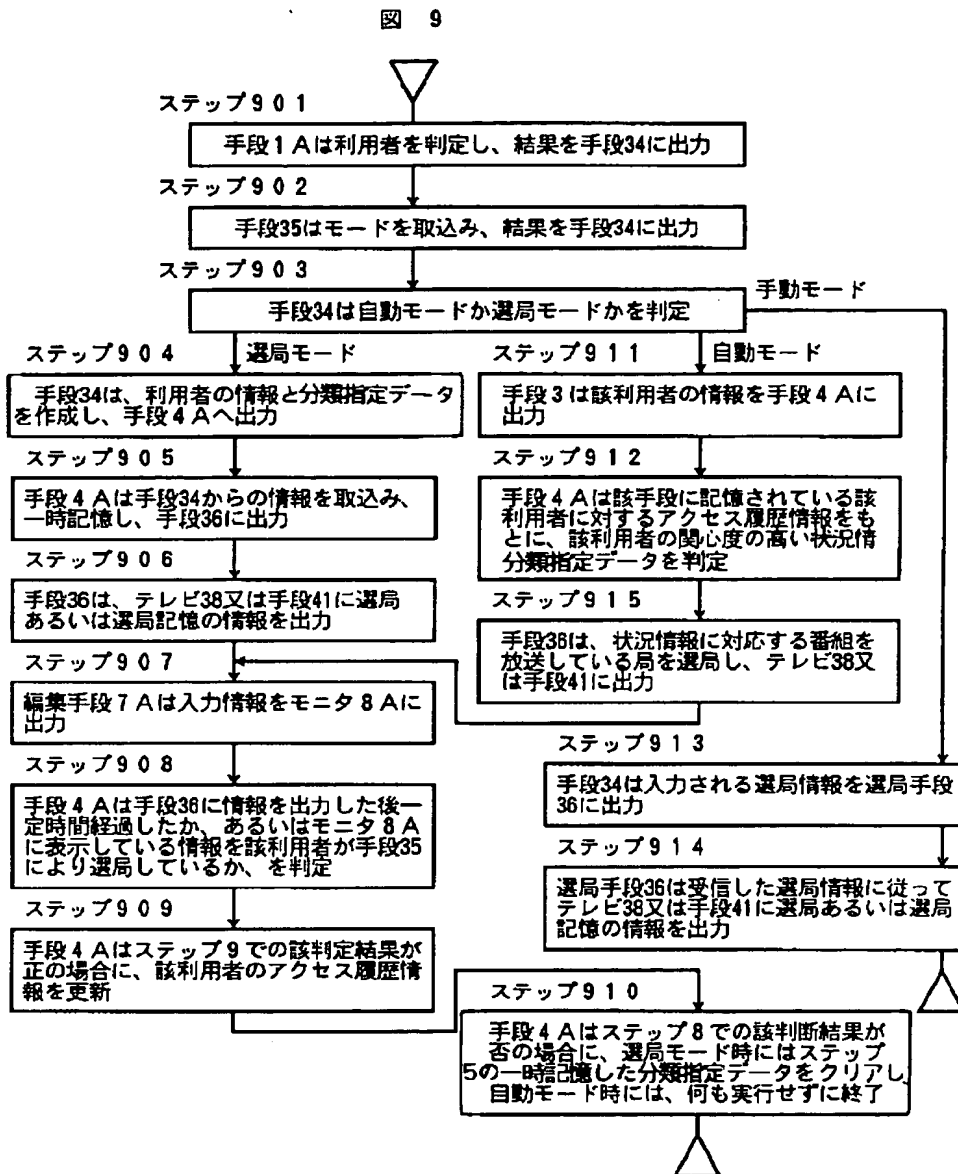 図 9
ステップ901
手段1Aは利用者を判定し、結果を手段34に出力
ステップ902
手段35はモードを取込み、結果を手段34に出力
ステップ903
手段34は自動モードか選局モードかを判定
手動モード
ステップ904
選局モード
手段34は、利用者の情報と分類指定データ
を作成し、手段4Aへ出力
ステップ905
手段4Aは手段34からの情報を取込み、
一時記憶し、手段36に出力
ステップ906
手段36は、テレビ38又は手段41に選局
あるいは選局記憶の情報を出力
ステップ907
編集手段7Aは入力情報をモニタ8Aに
出力
ステップ908
手段4Aは手段36に情報を出力した後一
定時間経過したか、あるいはモニタ8A
に表示している情報を該利用者が手段35
により選局しているか、を判定
ステップ909
手段4Aはステップ9での該判定結果が
正の場合に、該利用者のアクセス履歴情
報を更新
ステップ911
自動モード
手段3は該利用者の情報を手段4Aに
出力
ステップ912
手段4Aは該手段に記憶されている該
利用者に対するアクセス履歴情報をも
とに、該利用者の関心度の高い状況情
分類指定データを判定
ステップ915
手段36は、状況情報に対応する番組を
放送している局を選局し、テレビ38又
は手段41に出力
ステップ913
手段34は入力される選局情報を選局手段
36に出力
ステップ914
選局手段36は受信した選局情報に従って
テレビ38又は手段41に選局あるいは選局
記憶の情報を出力
ステップ910
手段4Aはステップ8での該判断結果が
否の場合に、選局モード時にはステップ
5の一時記憶した分類指定データをクリアし
自動モード時には、何も実行せずに終了